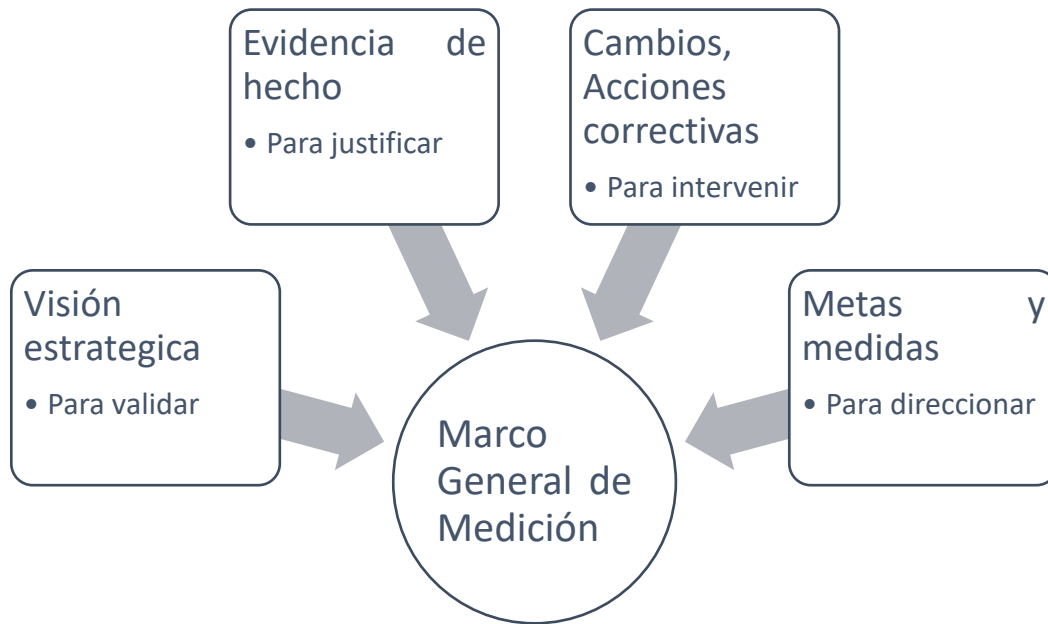 Evidencia de
hecho
• Para justificar
Cambios,
Acciones
correctivas
• Para intervenir
Visión
estrategica
• Para validar
Metas y
medidas
• Para direccionar
Marco
General de
Medición